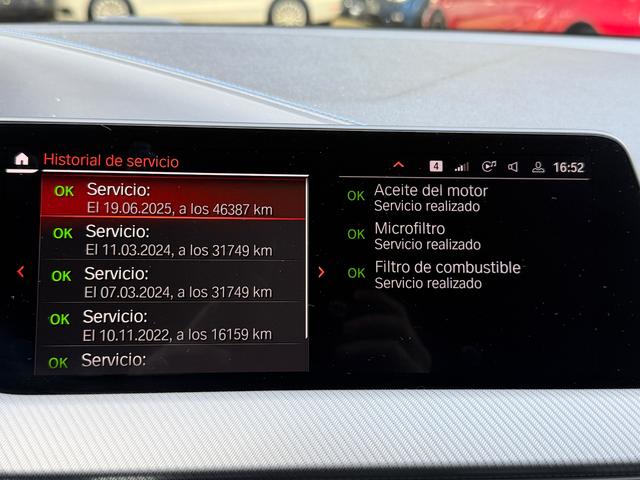 Historial de servicio
4
16:52
OK Servicio:
El 19.06.2025, a los 46387 km
OK Servicio:
El 11.03.2024, a los 31749 km
OK Servicio:
El 07.03.2024, a los 31749 km
OK Servicio:
El 10.11.2022, a los 16159 km
OK Servicio:
OK Aceite del motor
Servicio realizado
OK Microfiltro
Servicio realizado
OK Filtro de combustible
Servicio realizado